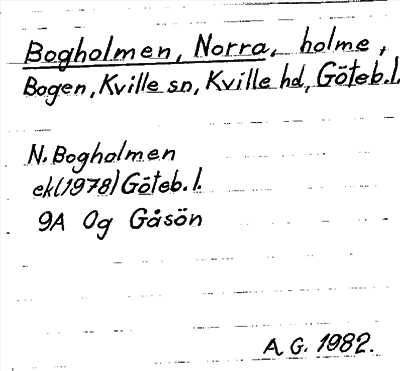 Bogholmen, Norra, holme,
Bogen, Kville sn, Kville hd, Göteb.l.
N. Bogholmen
ek(1978) Göteb.l.
9A 0g Gåsön
A G. 1982.